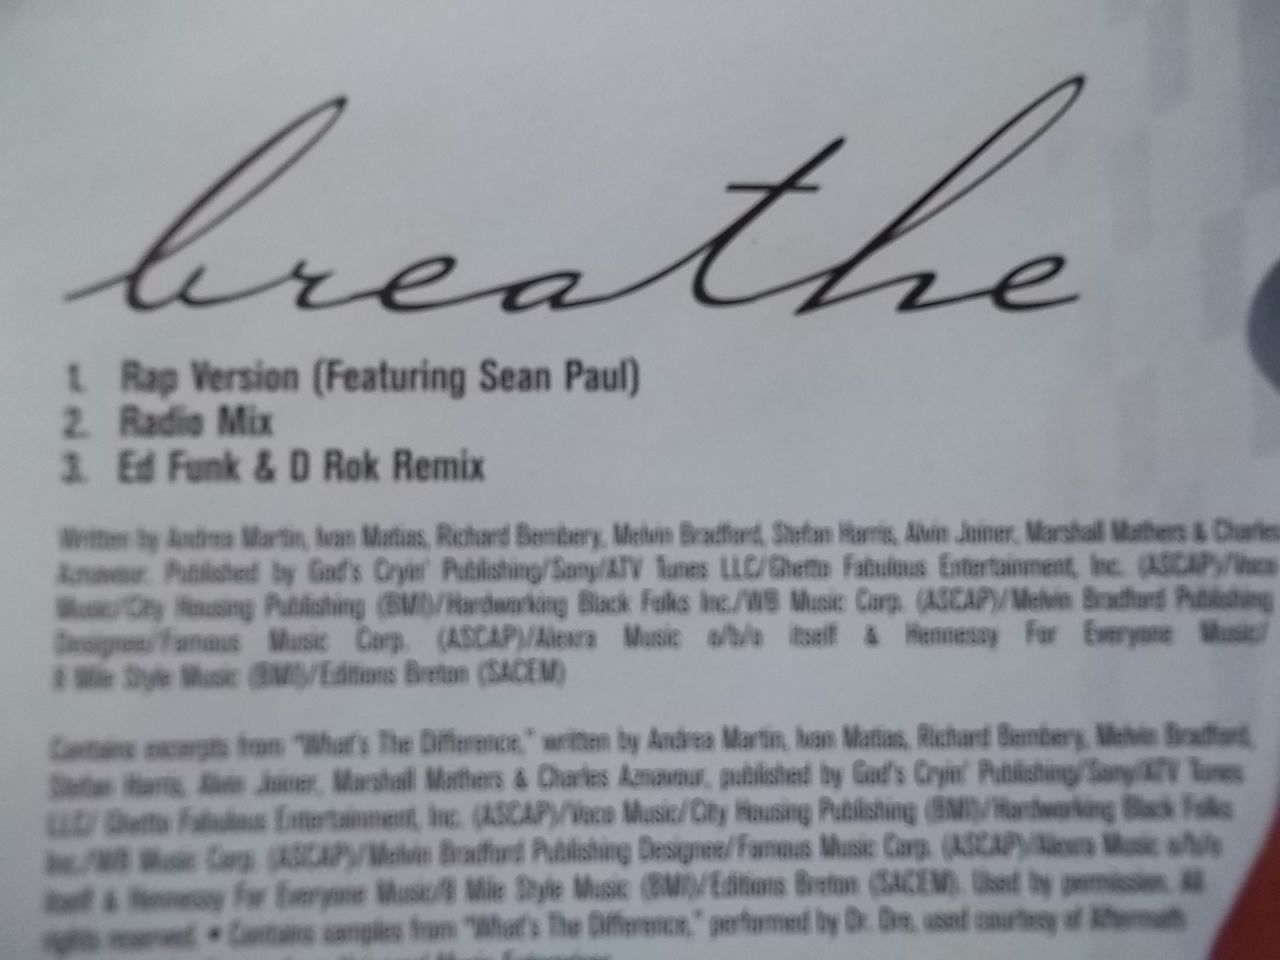 breathe
1. Rap Version (Featuring Sean Paul)
2. Radio Mix
3. Ed Funk & D Rok Remix
Written by Andrea Martin, Ivan Matias, Richard Bembery, Melvin Bradford, Stefan Harris, Alvin Joiner, Marshall Mathers & Charles
Aznavour. Published by God's Cryin' Publishing/Sony/ATV Tunes LLC/Ghetto Fabulous Entertainment, Inc. (ASCAP)/Voco
Music/City Housing Publishing (BMI)/Hardworking Black Folks Inc./WB Music Corp. (ASCAP)/Melvin Bradford Publishing
Designee/Famous Music Corp. (ASCAP)/Alexra Music o/b/o itself & Hennessy For Everyone Music/
8 Mile Style Music (BMI)/Editions Breton (SACEM)
Contains excerpts from "What's The Difference," written by Andrea Martin, Ivan Matias, Richard Bembery, Melvin Bradford,
Stefan Harris, Alvin Joiner, Marshall Mathers & Charles Aznavour, published by God's Cryin' Publishing/Sony/ATV Tunes
LLC/ Ghetto Fabulous Entertainment, Inc. (ASCAP)/Voco Music/City Housing Publishing (BMI)/Hardworking Black Folks
Inc./WB Music Corp. (ASCAP)/Melvin Bradford Publishing Designee/Famous Music Corp. (ASCAP)/Alexra Music o/b/o
itself & Hennessy For Everyone Music/8 Mile Style Music (BMI)/Editions Breton (SACEM). Used by permission. All
rights reserved. • Contains samples from "What's The Difference," performed by Dr. Dre, used courtesy of Aftermath